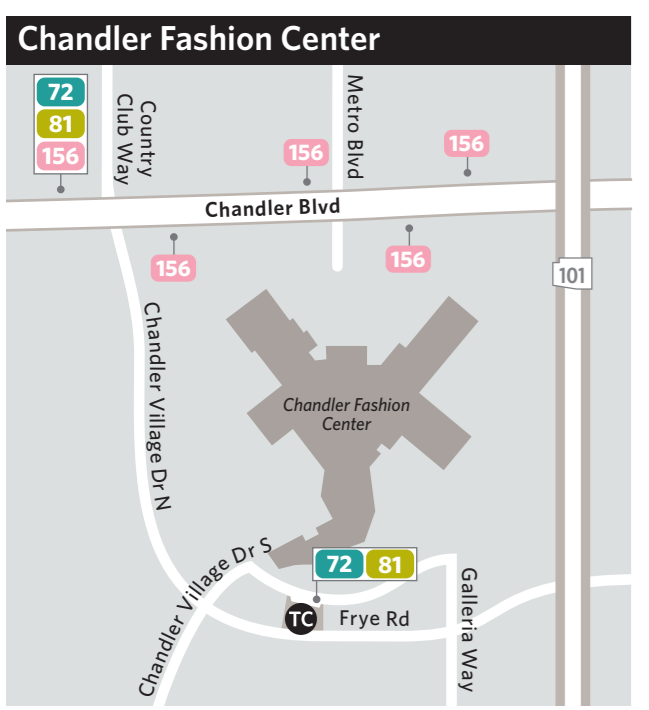 Chandler Fashion Center
72
81
156
Country
Club Way
Metro Blvd
156
156
Chandler Blvd
156
156
101
Chandler Village Dr N
Chandler Fashion
Center
Chandler Village Dr S
72 81
TC
Frye Rd
Galleria Way